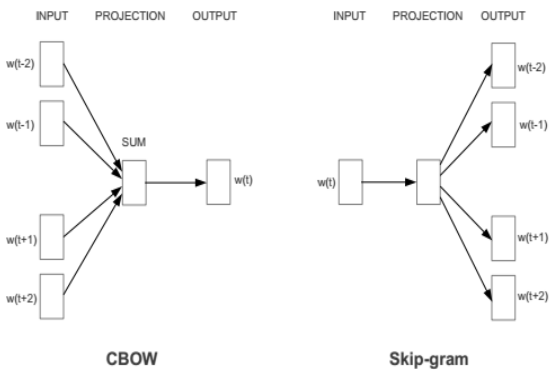 INPUT PROJECTION OUTPUT
w(t-2)
w(t-1)
SUM
w(t)
w(t+1)
w(t+2)
CBOW
INPUT PROJECTION OUTPUT
w(t-2)
w(t-1)
w(t)
w(t+1)
w(t+2)
Skip-gram